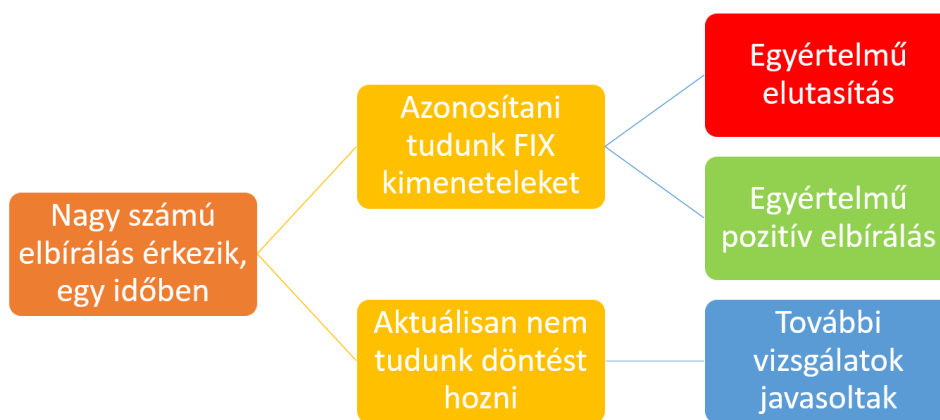 Nagy számú
elbírálás érkezik,
egy időben
Azonosítani
tudunk FIX
kimeneteleket
Egyértelmű
elutasítás
Egyértelmű
pozitív elbírálás
Aktuálisan nem
tudunk döntést
hozni
További
vizsgálatok
javasoltak